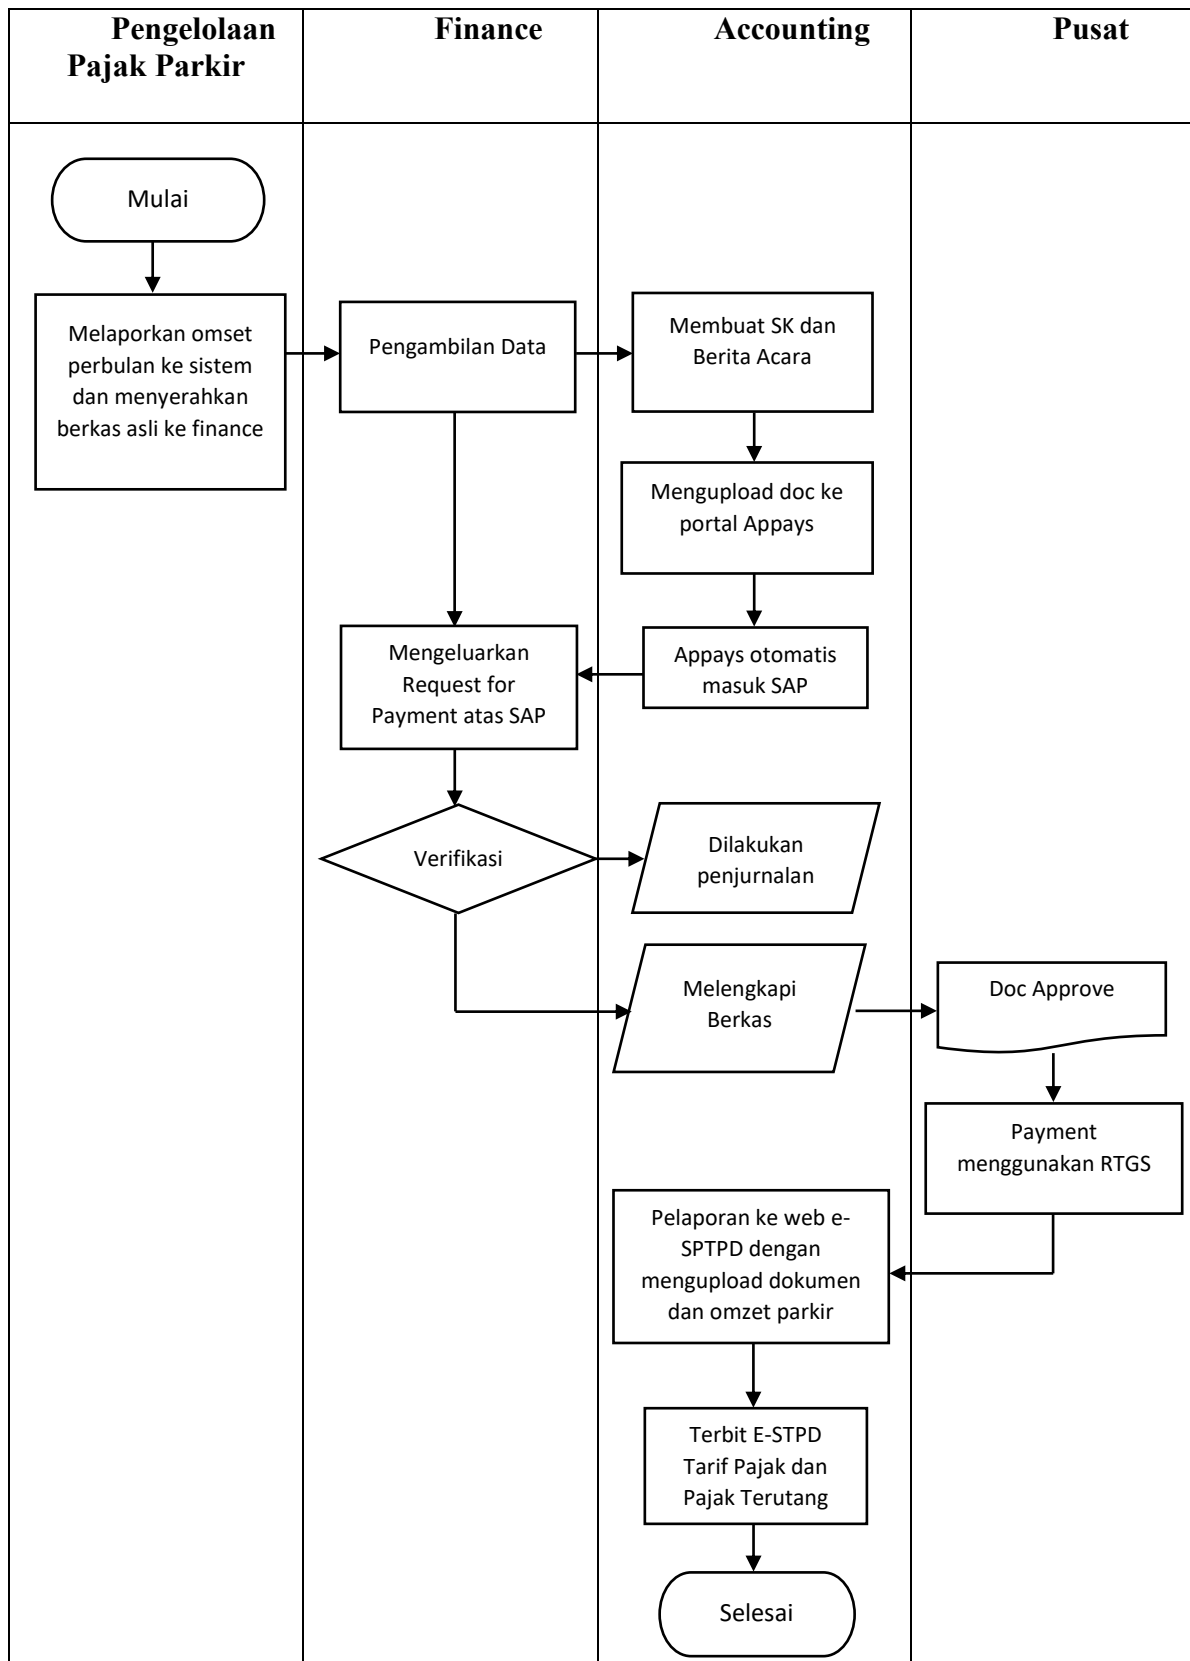 Pengelolaan
Pajak Parkir
Finance
Accounting
Pusat
Mulai
Melaporkan omset
perbulan ke sistem
dan menyerahkan
berkas asli ke finance
Pengambilan Data
Membuat SK dan
Berita Acara
Mengupload doc ke
portal Appays
Appays otomatis
masuk SAP
Mengeluarkan
Request for
Payment atas SAP
Verifikasi
Dilakukan
penjurnalan
Melengkapi
Berkas
Doc Approve
Payment
menggunakan RTGS
Pelaporan ke web e-
SPTPD dengan
mengupload dokumen
dan omzet parkir
Terbit E-STPD
Tarif Pajak dan
Pajak Terutang
Selesai